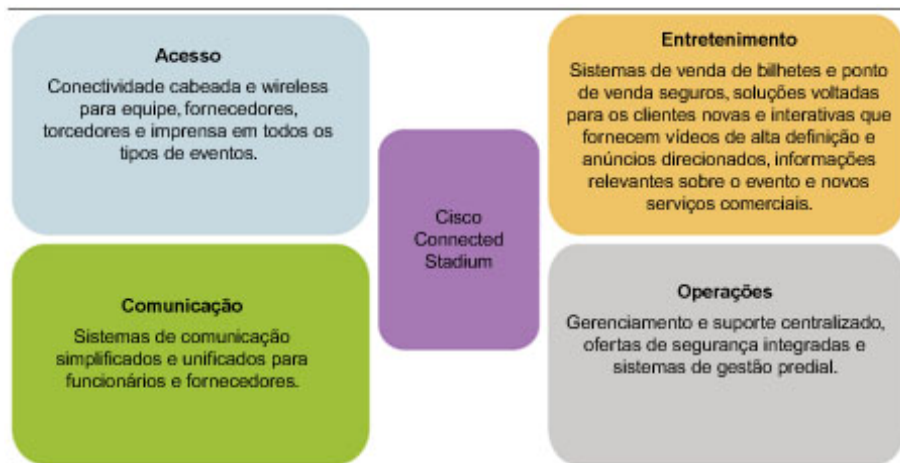 Acesso
Conectividade cabeada e wireless
para equipe, fornecedores,
torcedores e imprensa em todos os
tipos de eventos.
Entretenimento
Sistemas de venda de bilhetes e ponto
de venda seguros, soluções voltadas
para os clientes novas e interativas que
fornecem vídeos de alta definição e
anúncios direcionados, informações
relevantes sobre o evento e novos
serviços comerciais.
Cisco
Connected
Stadium
Comunicação
Sistemas de comunicação
simplificados e unificados para
funcionários e fornecedores.
Operações
Gerenciamento e suporte centralizado,
ofertas de segurança integradas e
sistemas de gestão predial.